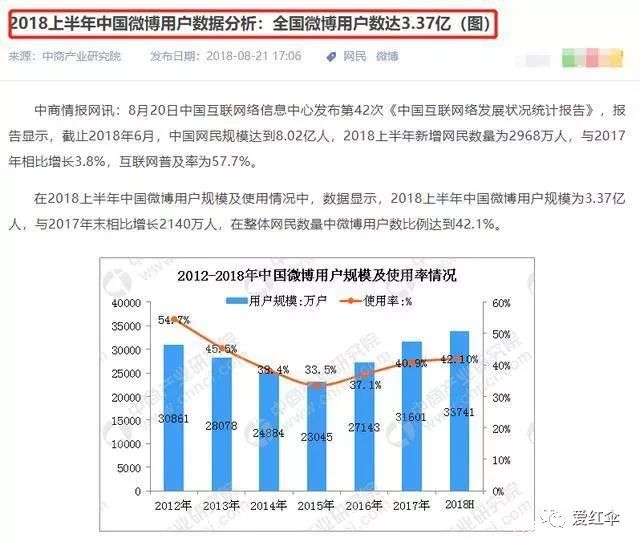 2018上半年中国微博用户数据分析：全国微博用户数达3.37亿（图）
来源：中商产业研究院 发布日期：2018-08-21 17:06 网民 微博
中商情报网讯：8月20日中国互联网络信息中心发布第42次《中国互联网络发展状况统计报告》，报
告显示，截止2018年6月，中国网民规模达到8.02亿人，2018上半年新增网民数量为2968万人，与2017
年相比增长3.8%，互联网普及率为57.7%。
在2018上半年中国微博用户规模及使用情况中，数据显示，2018上半年中国微博用户规模为3.37亿
人，与2017年末相比增长2140万人，在整体网民数量中微博用户数比例达到42.1%。
2012-2018年中国微博用户规模及使用率情况
用户规模:万户 使用率:%
40000 60%
35000 50%
30000 40%
25000
20000 30%
15000 20%
10000
5000 10%
0 0%
54.7% 45.5% 38.4% 33.5% 37.1% 40.9% 42.10%
30861 28078 24884 23045 27143 31601 33741
2012年 2013年 2014年 2015年 2016年 2017年 2018H
中商产业研究院
爱红伞